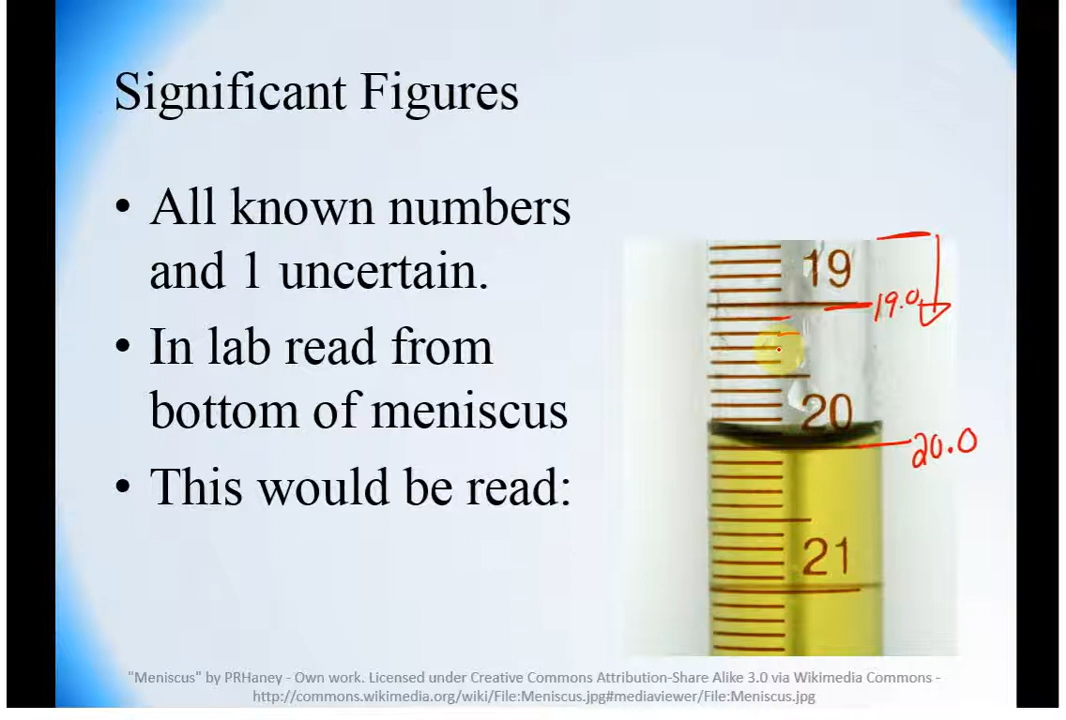 Significant Figures
• All known numbers
and 1 uncertain.
• In lab read from
bottom of meniscus
• This would be read:
19
19.0
20
20.0
21
"Meniscus" by PRHaney - Own work. Licensed under Creative Commons Attribution-Share Alike 3.0 via Wikimedia Commons -
http://commons.wikimedia.org/wiki/File:Meniscus.jpg#mediaviewer/File:Meniscus.jpg